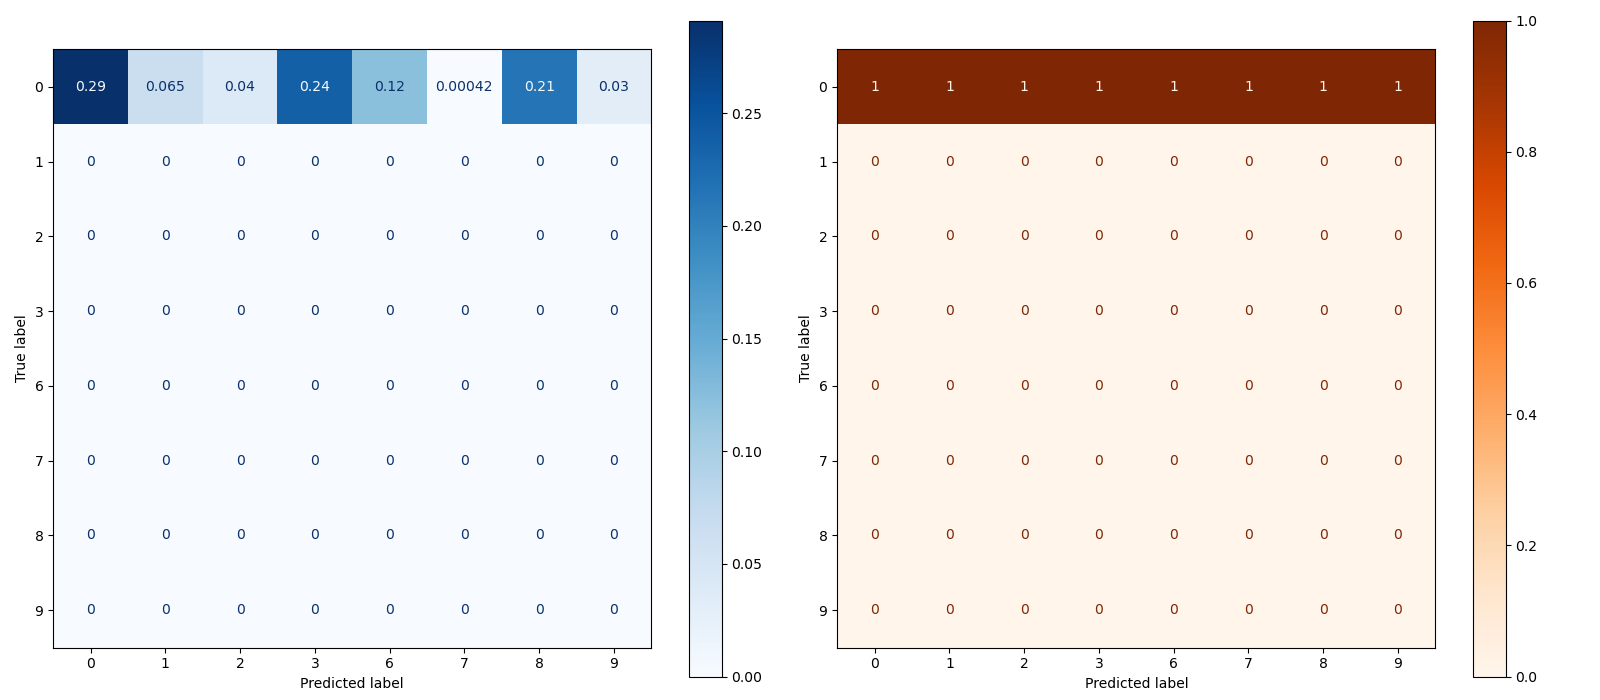 0 0.29 0.065 0.04 0.24 0.12 0.00042 0.21 0.03
1 0 0 0 0 0 0 0 0
2 0 0 0 0 0 0 0 0
3 0 0 0 0 0 0 0 0
6 0 0 0 0 0 0 0 0
7 0 0 0 0 0 0 0 0
8 0 0 0 0 0 0 0 0
9 0 0 0 0 0 0 0 0
0 1 2 3 6 7 8 9
True label
Predicted label
0.25
0.20
0.15
0.10
0.05
0.00
0 1 1 1 1 1 1 1 1
1 0 0 0 0 0 0 0 0
2 0 0 0 0 0 0 0 0
3 0 0 0 0 0 0 0 0
6 0 0 0 0 0 0 0 0
7 0 0 0 0 0 0 0 0
8 0 0 0 0 0 0 0 0
9 0 0 0 0 0 0 0 0
0 1 2 3 6 7 8 9
True label
Predicted label
1.0
0.8
0.6
0.4
0.2
0.0